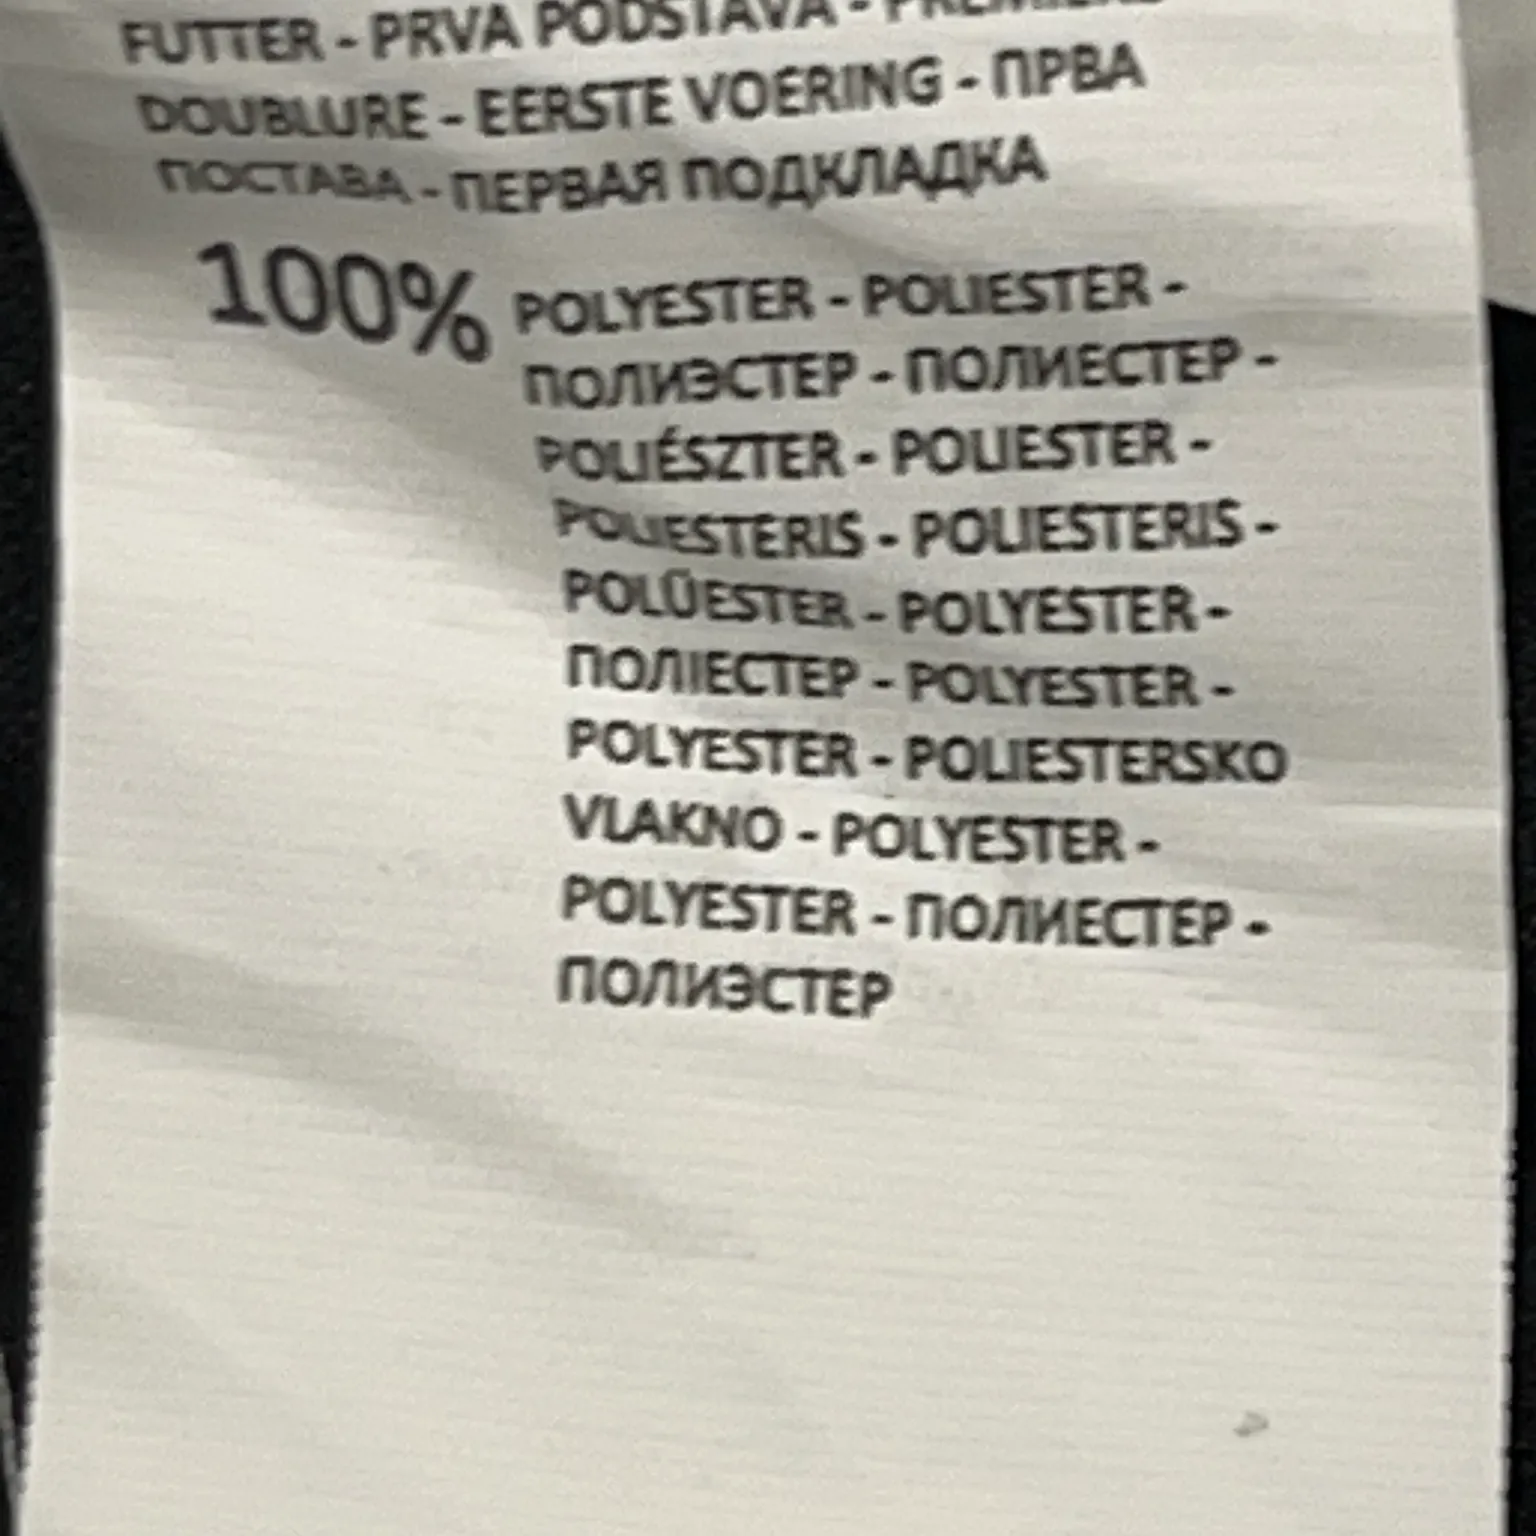 FUTTER - PRVA PODSTAVA - PREMIERE
DOUBLURE - EERSTE VOERING - ПРВА
ПОСТАВА - ПЕРВАЯ ПОДКЛАДКА
100% POLYESTER - POLIESTER -
ПОЛИЭСТЕР - ПОЛИЕСТЕР -
POLIÉSZTER - POLIESTER -
POLIESTERIS - POLIESTERIS -
POLÜESTER - POLYESTER -
ПОЛІЕСТЕР - POLYESTER -
POLYESTER - POLIESTERSKO
VLAKNO - POLYESTER -
POLYESTER - ПОЛИЕСТЕР -
ПОЛИЭСТЕР